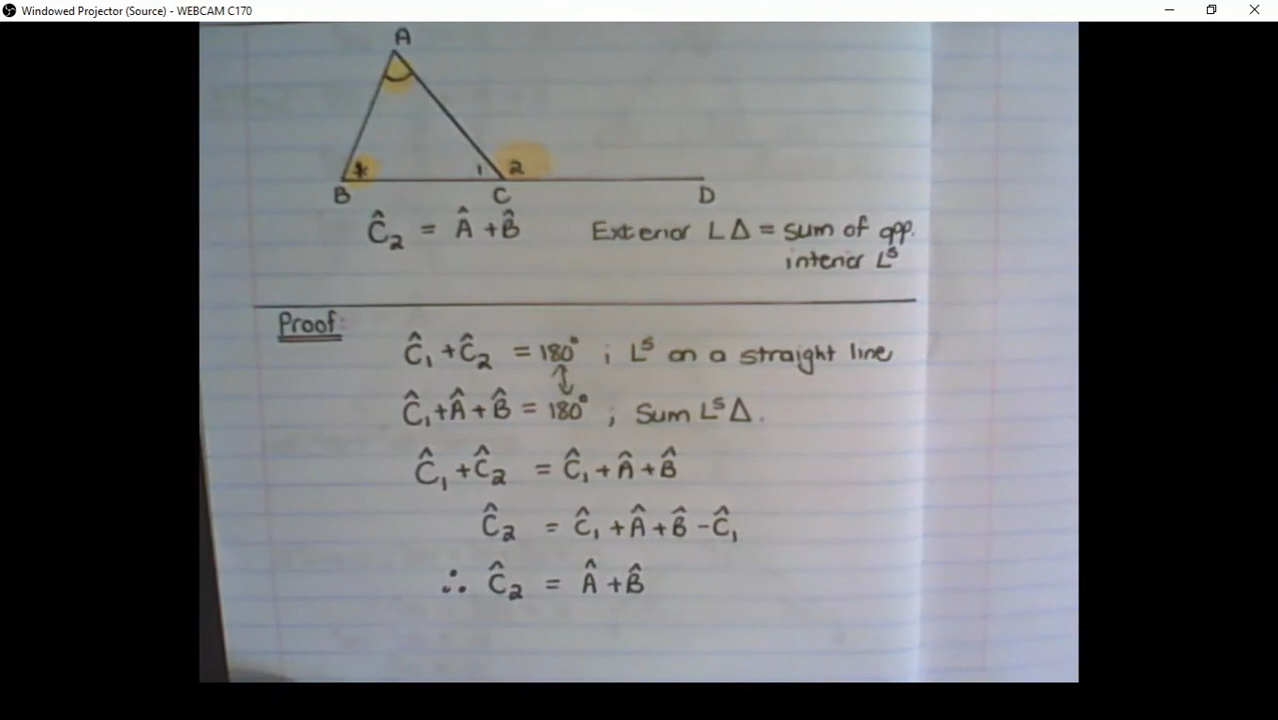 Windowed Projector (Source) - WEBCAM C170
A
* 1 2
B C D
Ĉ₂ = Â + B̂ Exterior ∠Δ = sum of opp.
interior ∠ˢ
Proof:
Ĉ₁ + Ĉ₂ = 180° ; ∠ˢ on a straight line
↕
Ĉ₁ + Â + B̂ = 180° ; Sum ∠ˢ Δ.
Ĉ₁ + Ĉ₂ = Ĉ₁ + Â + B̂
Ĉ₂ = Ĉ₁ + Â + B̂ - Ĉ₁
∴ Ĉ₂ = Â + B̂